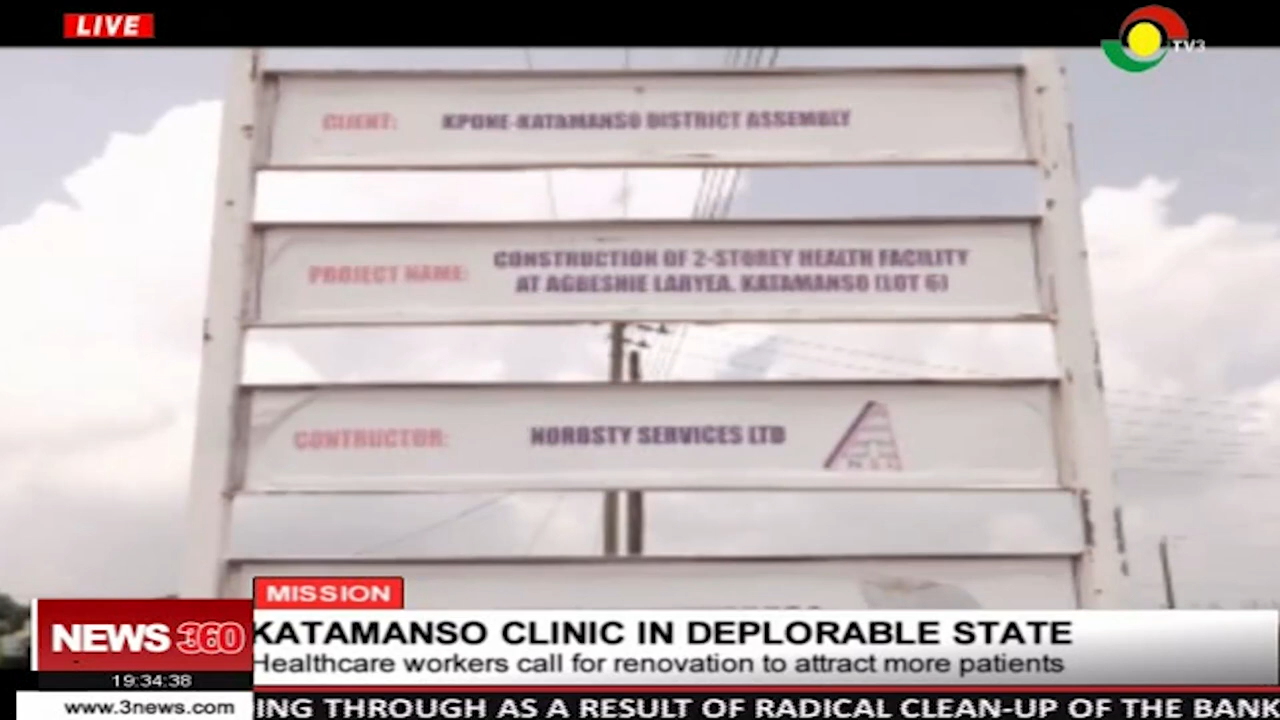 LIVE
TV3
CLIENT: KPONE-KATAMANSO DISTRICT ASSEMBLY
PROJECT NAME: CONSTRUCTION OF 2-STOREY HEALTH FACILITY
AT AGBESHIE LARYEA, KATAMANSO (LOT 6)
CONTRUCTOR: NOROSTY SERVICES LTD
MISSION
NEWS 360
KATAMANSO CLINIC IN DEPLORABLE STATE
Healthcare workers call for renovation to attract more patients
19:34:38
www.3news.com
ING THROUGH AS A RESULT OF RADICAL CLEAN-UP OF THE BANK